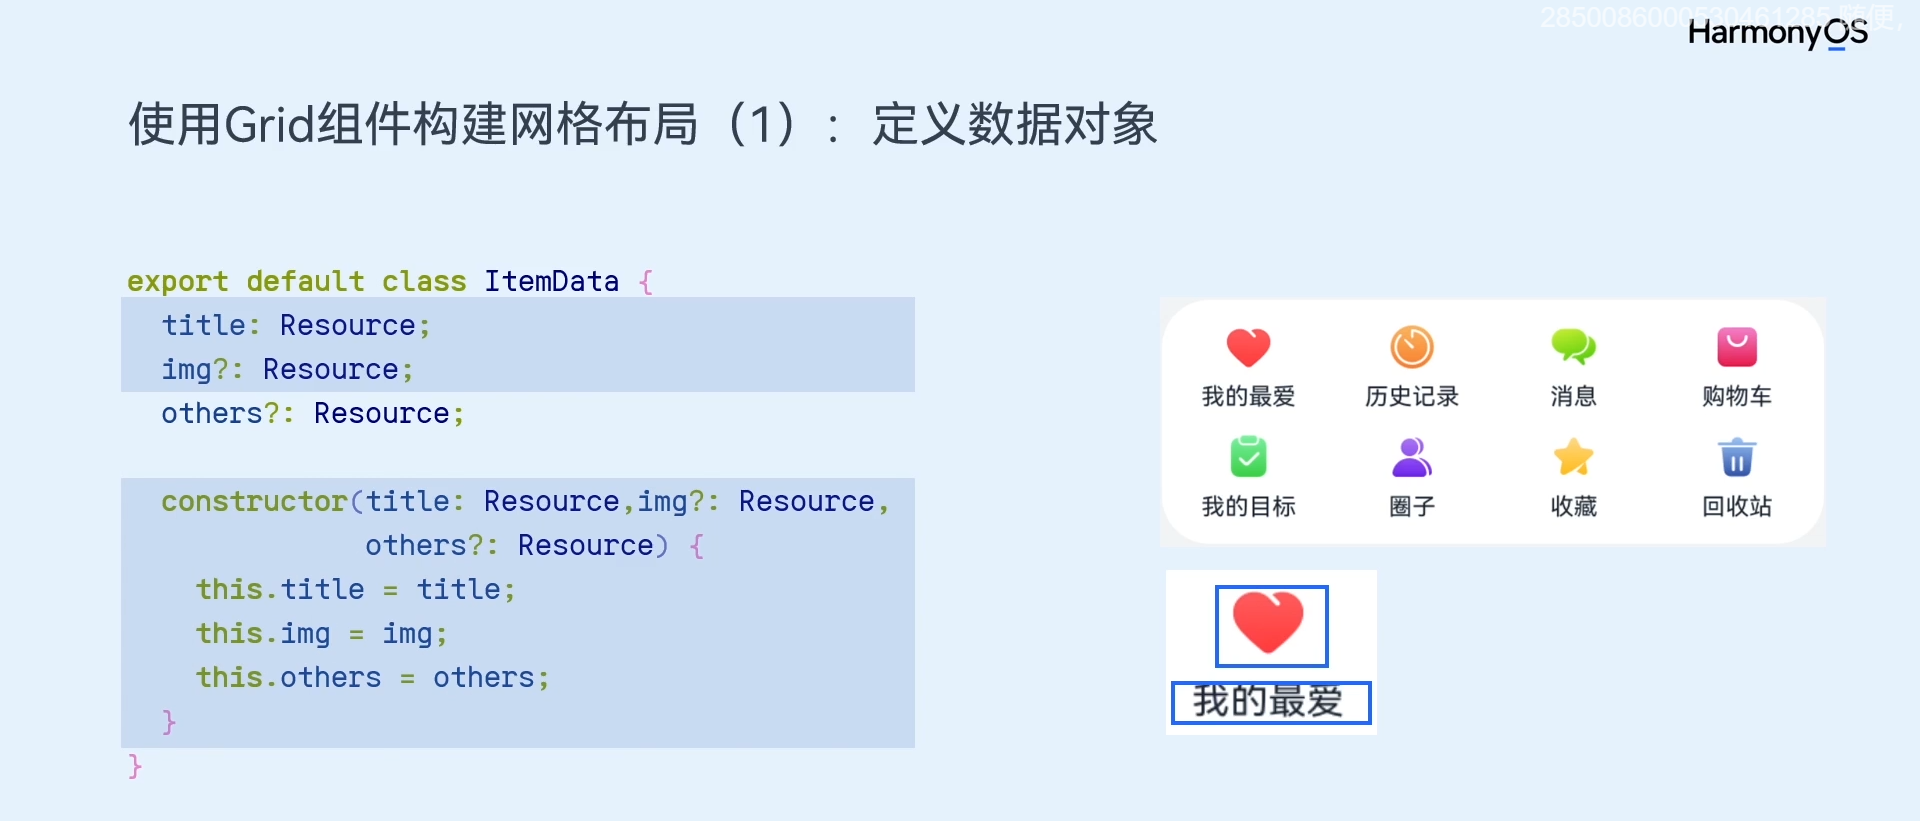 2850086000530461285 随便,
HarmonyOS
使用Grid组件构建网格布局（1）：定义数据对象
export default class ItemData {
title: Resource;
img?: Resource;
others?: Resource;
constructor(title: Resource,img?: Resource,
others?: Resource) {
this.title = title;
this.img = img;
this.others = others;
}
}
我的最爱 历史记录 消息 购物车
我的目标 圈子 收藏 回收站
我的最爱